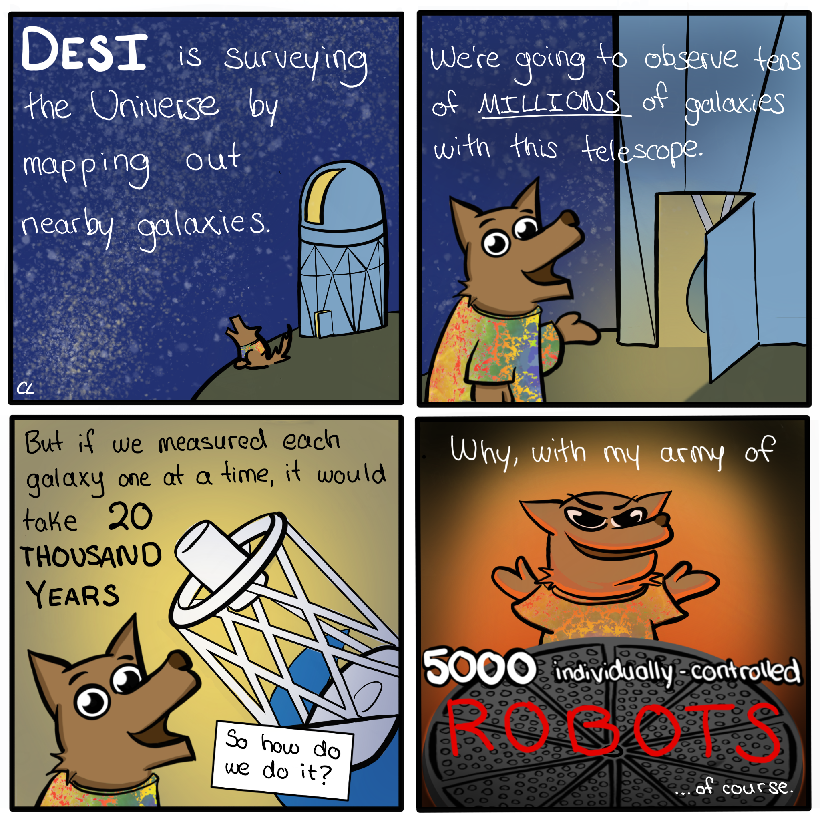 DESI is surveying
the Universe by
mapping out
nearby galaxies.
CL
We're going to observe tens
of MILLIONS of galaxies
with this telescope.
But if we measured each
galaxy one at a time, it would
take 20
THOUSAND
YEARS
So how do
we do it?
Why, with my army of
5000 individually-controlled
ROBOTS
...of course.